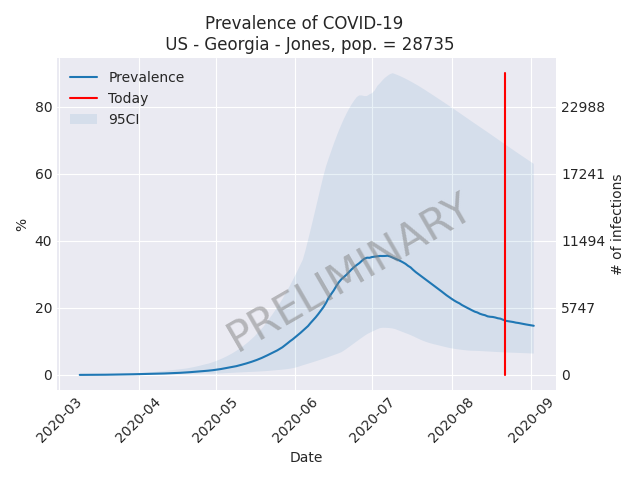 Prevalence of COVID-19
US - Georgia - Jones, pop. = 28735
Prevalence
Today
95CI
80
60
40
20
0
%
22988
17241
11494
5747
0
# of infections
PRELIMINARY
2020-03
2020-04
2020-05
2020-06
2020-07
2020-08
2020-09
Date